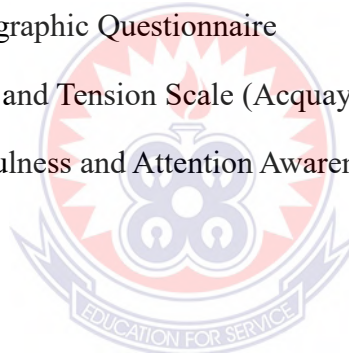 graphic Questionnaire
and Tension Scale (Acquay
ulness and Attention Awaren
EDUCATION FOR SERVICE